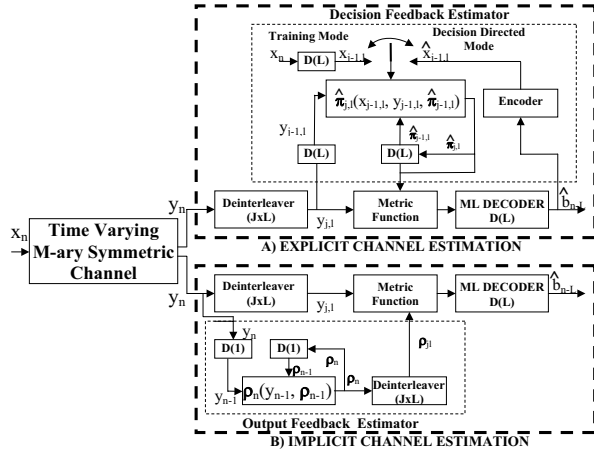 Decision Feedback Estimator
Training Mode
Decision Directed
Mode
x_n
D(L)
x_{j-1,l}
x̂_{j-1,l}
π̂_{j,l}(x_{j-1,l}, y_{j-1,l}, π̂_{j-1,l})
Encoder
y_{j-1,l}
π̂_{j-1,l}
π̂_{j,l}
D(L)
D(L)
y_n
Deinterleaver
(JxL)
y_{j,l}
Metric
Function
ML DECODER
D(L)
b̂_{n-L}
A) EXPLICIT CHANNEL ESTIMATION
x_n
Time Varying
M-ary Symmetric
Channel
y_n
Deinterleaver
(JxL)
y_{j,l}
Metric
Function
ML DECODER
D(L)
b̂_{n-L}
y_n
D(1)
D(1)
ρ_n
ρ_{jl}
ρ_{n-1}
y_{n-1}
ρ_n(y_{n-1}, ρ_{n-1})
ρ_n
Deinterleaver
(JxL)
Output Feedback Estimator
B) IMPLICIT CHANNEL ESTIMATION